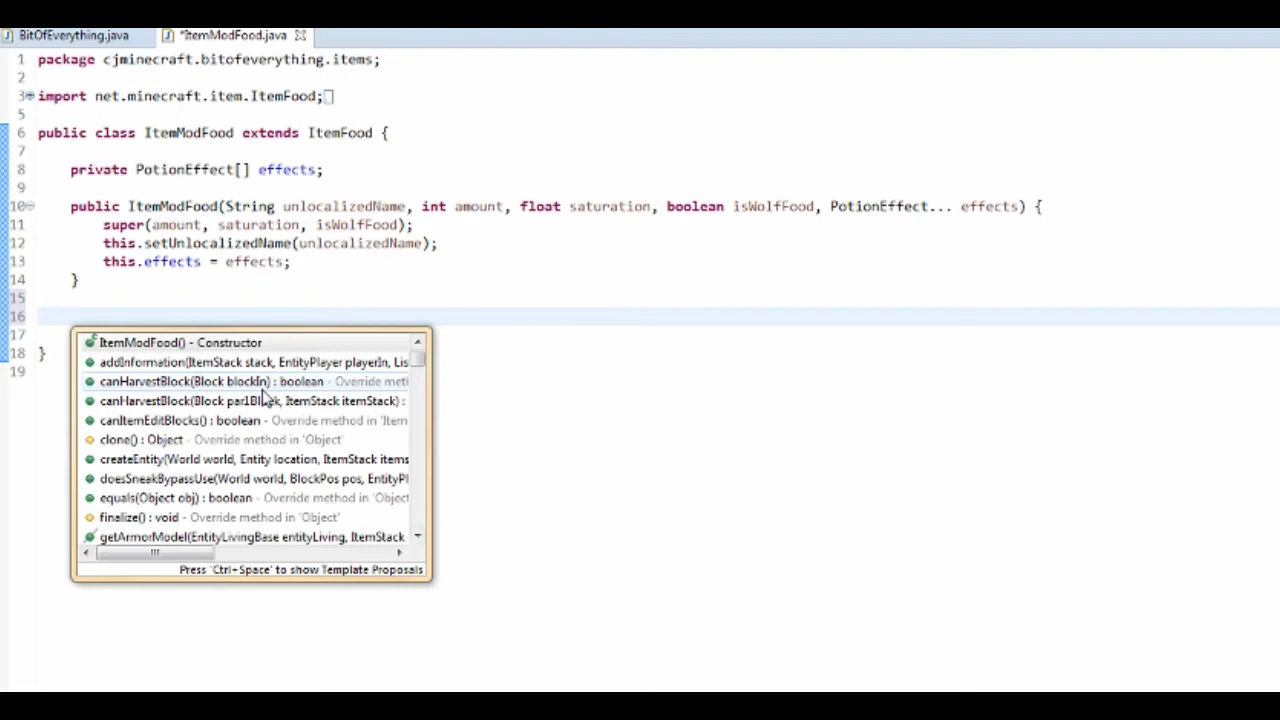 BitOfEverything.java
*ItemModFood.java
1 package cjminecraft.bitofeverything.items;
2
3 import net.minecraft.item.ItemFood;
5
6 public class ItemModFood extends ItemFood {
7
8 private PotionEffect[] effects;
9
10 public ItemModFood(String unlocalizedName, int amount, float saturation, boolean isWolfFood, PotionEffect... effects) {
11 super(amount, saturation, isWolfFood);
12 this.setUnlocalizedName(unlocalizedName);
13 this.effects = effects;
14 }
15
16
17
18 }
19
ItemModFood() - Constructor
addInformation(ItemStack stack, EntityPlayer playerIn, Lis
canHarvestBlock(Block blockIn) : boolean - Override met
canHarvestBlock(Block par1Block, ItemStack itemStack) :
canItemEditBlocks() : boolean - Override method in 'Item
clone() : Object - Override method in 'Object'
createEntity(World world, Entity location, ItemStack items
doesSneakBypassUse(World world, BlockPos pos, EntityPl
equals(Object obj) : boolean - Override method in 'Object
finalize() : void - Override method in 'Object'
getArmorModel(EntityLivingBase entityLiving, ItemStack
Press 'Ctrl+Space' to show Template Proposals